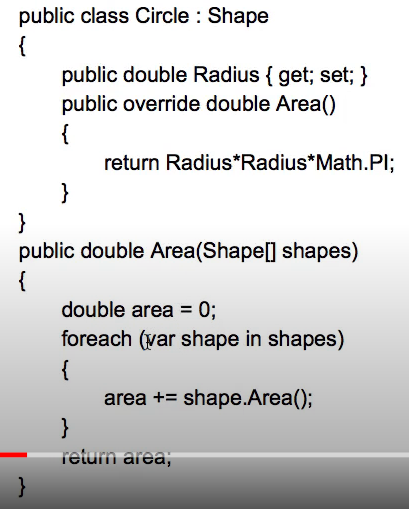 public class Circle : Shape
{
public double Radius { get; set; }
public override double Area()
{
return Radius*Radius*Math.PI;
}
}
public double Area(Shape[] shapes)
{
double area = 0;
foreach (var shape in shapes)
{
area += shape.Area();
}
return area;
}